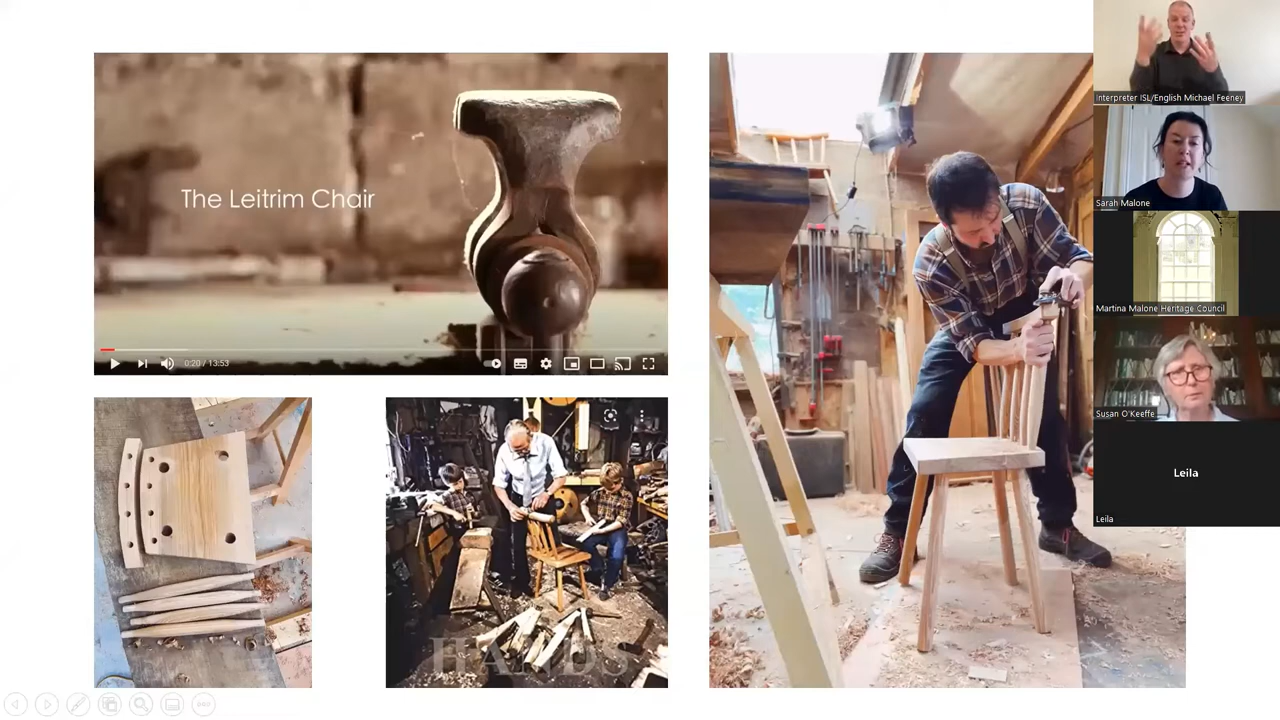 The Leitrim Chair
0:20 / 13:53
HANDS
Interpreter ISL/English Michael Feeney
Sarah Malone
Martina Malone Heritage Council
Susan O'Keeffe
Leila
Leila